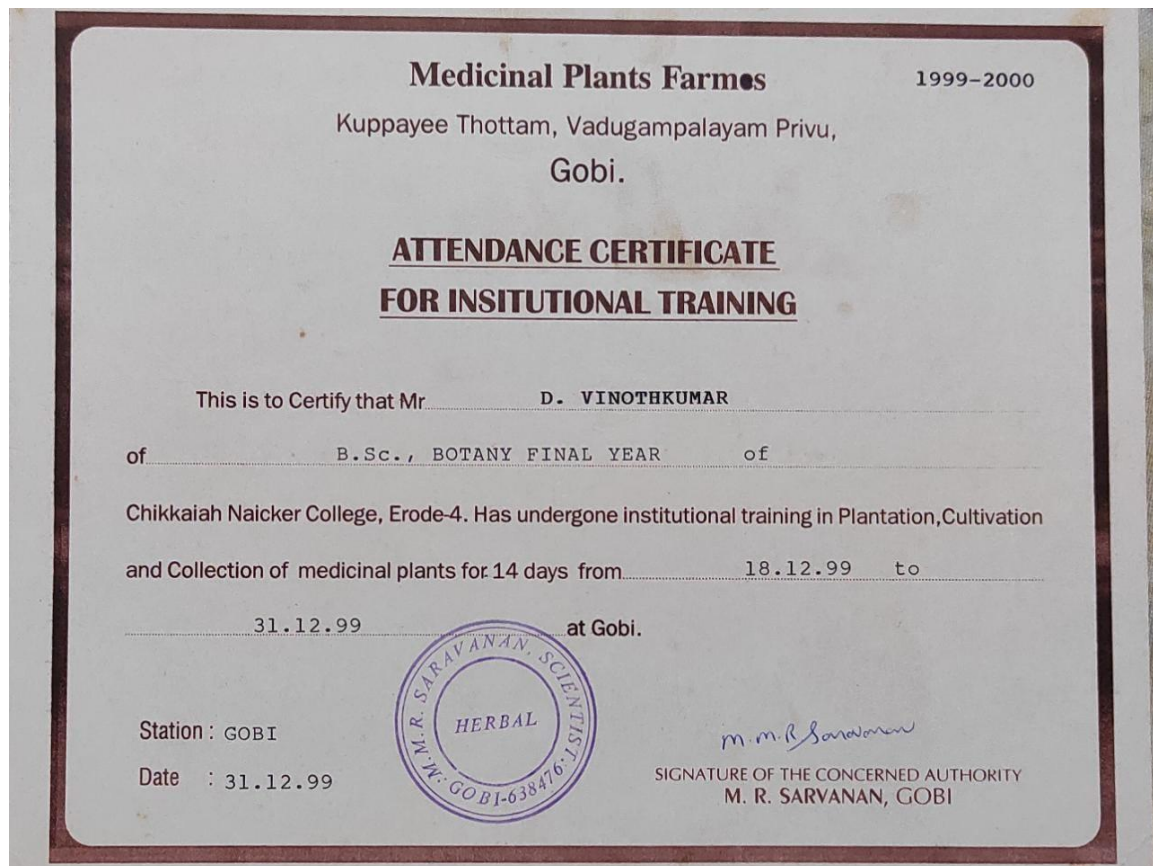 Medicinal Plants Farmes
1999-2000
Kuppayee Thottam, Vadugampalayam Privu,
Gobi.
ATTENDANCE CERTIFICATE
FOR INSITUTIONAL TRAINING
This is to Certify that Mr D. VINOTHKUMAR
of B.Sc., BOTANY FINAL YEAR of
Chikkaiah Naicker College, Erode-4. Has undergone institutional training in Plantation,Cultivation
and Collection of medicinal plants for 14 days from 18.12.99 to
31.12.99 at Gobi.
M.M.R. SARAVANAN, SCIENTIST:
HERBAL
GOBI-638476:
Station : GOBI
Date : 31.12.99
M.M.R Saravanan
SIGNATURE OF THE CONCERNED AUTHORITY
M. R. SARVANAN, GOBI